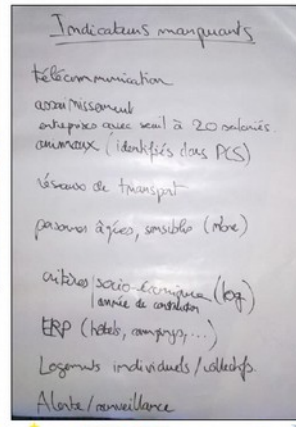 Indicateurs manquants
télécommunication
assainissement
entreprises avec seuil à 20 salariés.
animaux (identifiés dans PCS)
réseaux de transport
personnes âgées, sensibles (nbre)
critères socio-économiques (log)
/ année de construction
ERP (hôtels, campings, ...)
Logements individuels / collectifs.
Alerte / surveillance